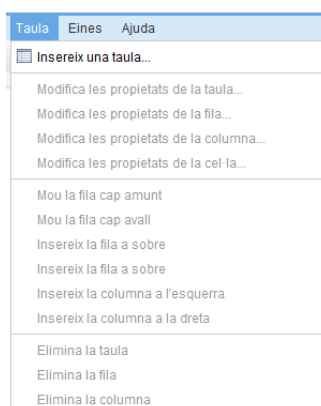 Taula Eines Ajuda
Insereix una taula...
Modifica les propietats de la taula...
Modifica les propietats de la fila...
Modifica les propietats de la columna...
Modifica les propietats de la cel·la...
Mou la fila cap amunt
Mou la fila cap avall
Insereix la fila a sobre
Insereix la fila a sobre
Insereix la columna a l'esquerra
Insereix la columna a la dreta
Elimina la taula
Elimina la fila
Elimina la columna